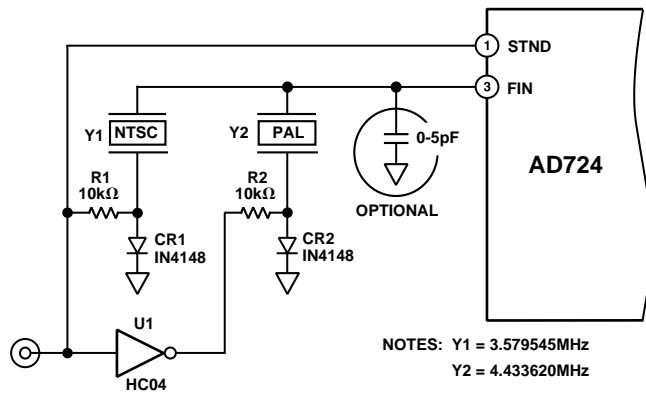 1 STND
3 FIN
Y1 NTSC
Y2 PAL
0-5pF
AD724
R1
10kΩ
R2
10kΩ
OPTIONAL
CR1
IN4148
CR2
IN4148
U1
HC04
NOTES: Y1 = 3.579545MHz
Y2 = 4.433620MHz